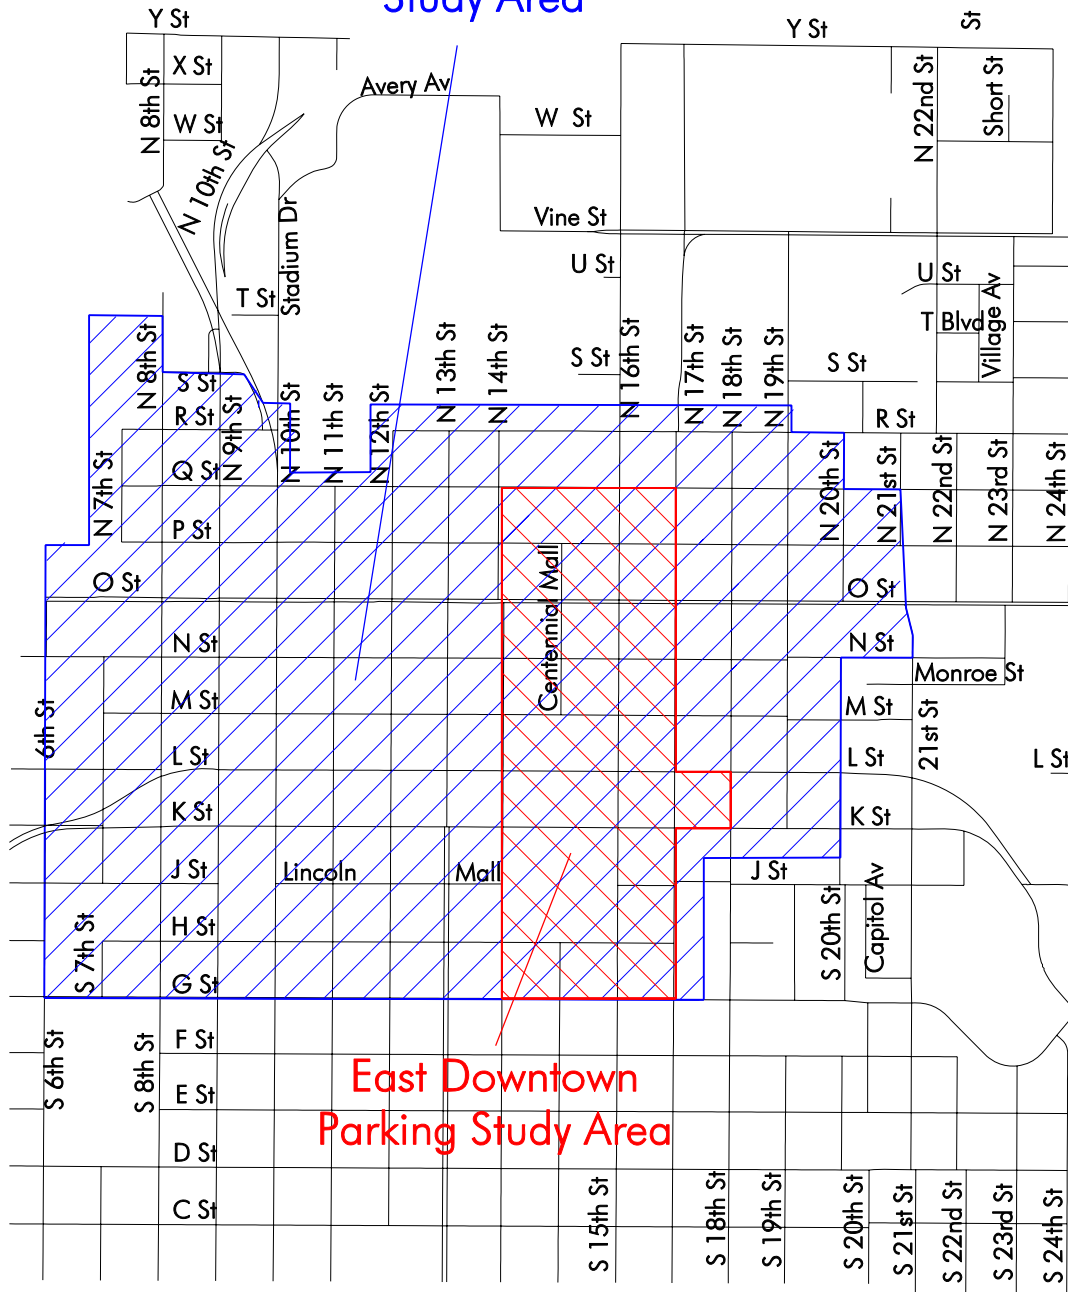 Study Area
Y St
Y St
St
X St
Avery Av
N 8th St
W St
W St
N 22nd St
Short St
N 10th St
Vine St
Stadium Dr
U St
U St
T St
T Blvd
Village Av
N 8th St
S St
N 13th St
N 14th St
S St
N 16th St
N 17th St
N 18th St
N 19th St
S St
R St
R St
N 7th St
Q St
N 9th St
N 10th St
N 11th St
N 12th St
N 20th St
N 21st St
N 22nd St
N 23rd St
N 24th St
P St
O St
Centennial Mall
O St
N St
N St
Monroe St
6th St
M St
M St
21st St
L St
L St
L St
K St
K St
J St
Lincoln Mall
J St
S 7th St
H St
S 20th St
Capitol Av
G St
S 6th St
S 8th St
F St
East Downtown
Parking Study Area
E St
D St
C St
S 15th St
S 18th St
S 19th St
S 20th St
S 21st St
S 22nd St
S 23rd St
S 24th St